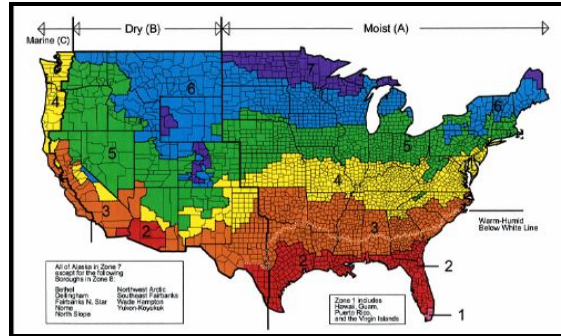 Marine (C)
Dry (B)
Moist (A)
7
6
6
4
5
5
4
3
3
2
2
2
Warm-Humid
Below White Line
2
1
All of Alaska in Zone 7
except for the following
Boroughs in Zone 8:
Bethel Northwest Arctic
Dellingham Southeast Fairbanks
Fairbanks N. Star Wade Hampton
Nome Yukon-Koyukuk
North Slope
Zone 1 includes
Hawaii, Guam,
Puerto Rico,
and the Virgin Islands